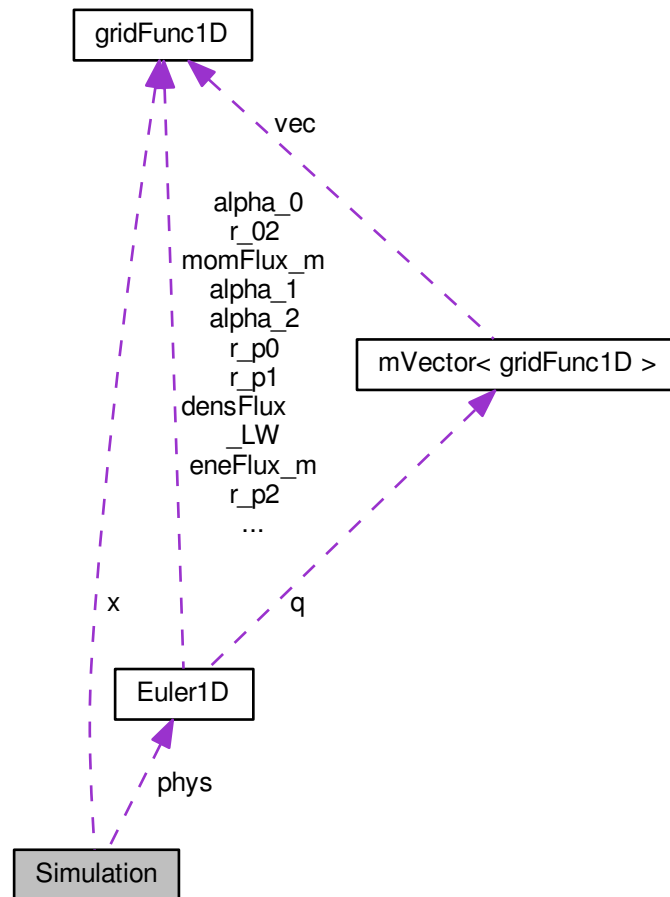 gridFunc1D
vec
alpha_0
r_02
momFlux_m
alpha_1
alpha_2
r_p0
r_p1
densFlux
_LW
eneFlux_m
r_p2
...
mVector< gridFunc1D >
x
q
Euler1D
phys
Simulation